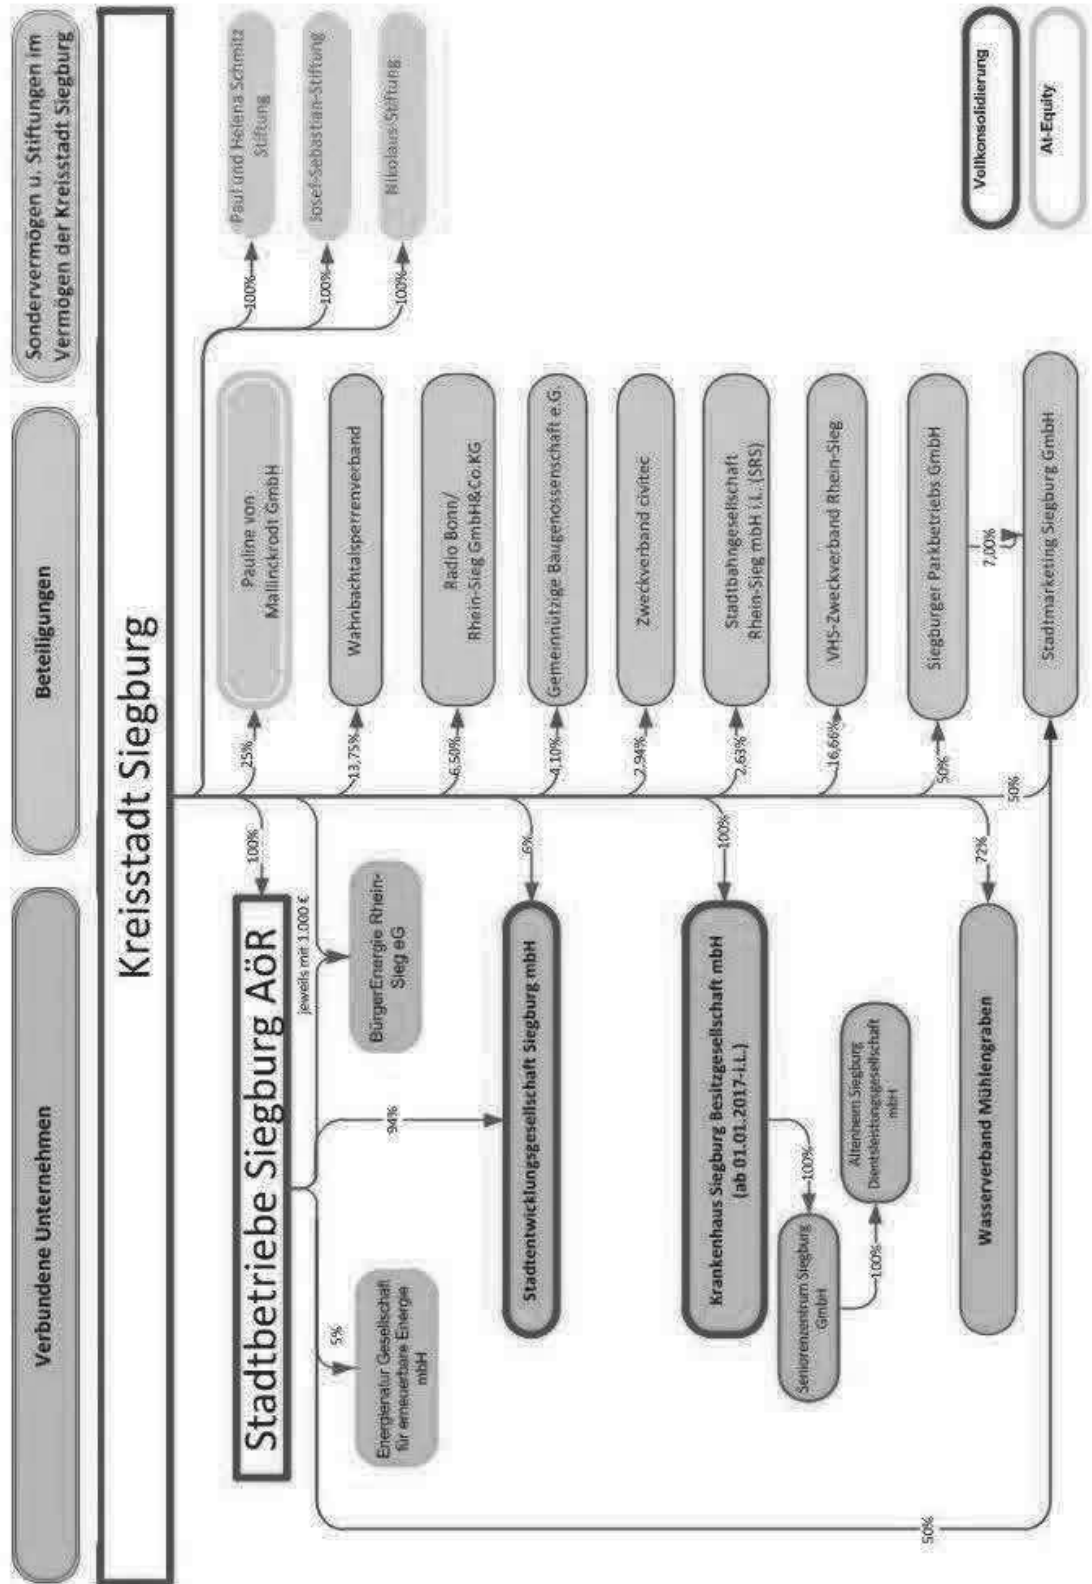 Verbundene Unternehmen
Beteiligungen
Sondervermögen u. Stiftungen im
Vermögen der Kreisstadt Siegburg
Kreisstadt Siegburg
Stadtbetriebe Siegburg AöR
100%
25%
Pauline von
Mallinckrodt GmbH
100%
Paul und Helena Schmitz
Stiftung
5%
Energienatur Gesellschaft
für erneuerbare Energie
mbH
jeweils mit 1.000 €
BürgerEnergie Rhein-
Sieg eG
13,75%
Wahnbachtalsperrenverband
100%
Josef-Sebastian-Stiftung
6,50%
Radio Bonn/
Rhein-Sieg GmbH&Co.KG
100%
Nikolaus-Stiftung
94%
Stadtentwicklungsgesellschaft Siegburg mbH
6%
4,10%
Gemeinnützige Baugenossenschaft e.G.
2,94%
Zweckverband civitec
Krankenhaus Siegburg Besitzgesellschaft mbH
(ab 01.01.2017-i.L.)
100%
2,63%
Stadtbahngesellschaft
Rhein-Sieg mbH i.L. (SRS)
Seniorenzentrum Siegburg
GmbH
100%
100%
Altenheim Siegburg
Dientsleistungsgesellschaft
mbH
16,66%
VHS-Zweckverband Rhein-Sieg
50%
Siegburger Parkbetriebs GmbH
Wasserverband Mühlengraben
72%
7,00%
50%
50%
Stadtmarketing Siegburg GmbH
Vollkonsolidierung
At-Equity